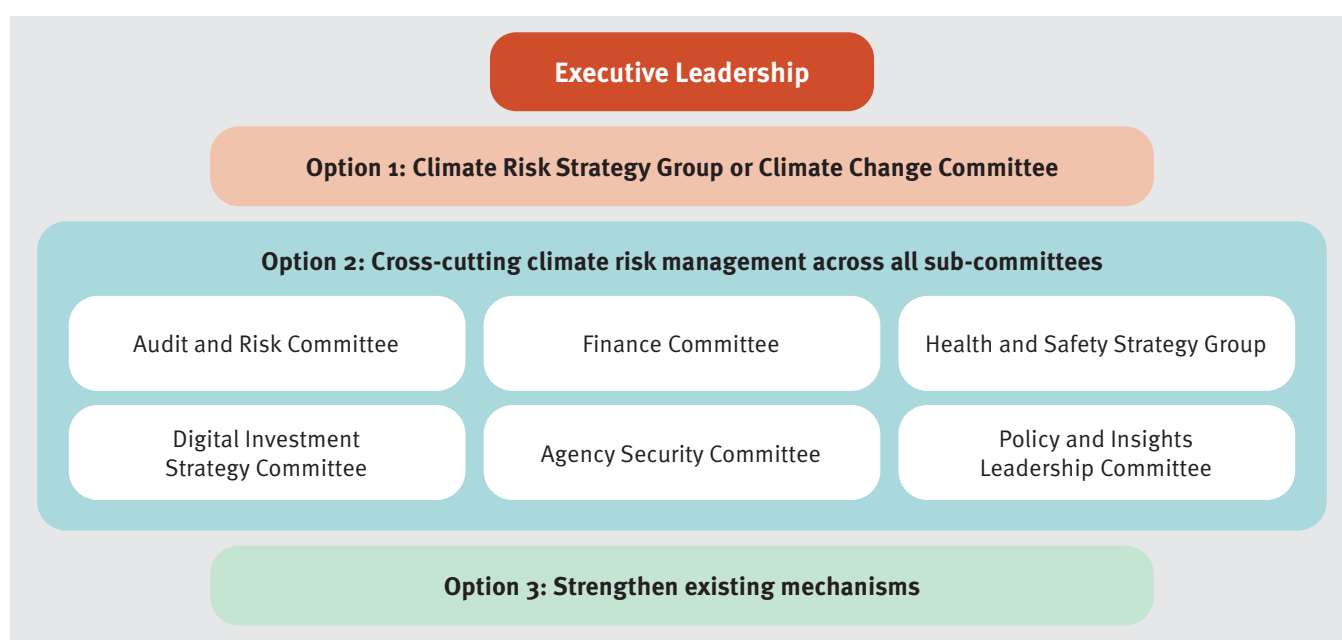 Executive Leadership
Option 1: Climate Risk Strategy Group or Climate Change Committee
Option 2: Cross-cutting climate risk management across all sub-committees
Audit and Risk Committee
Finance Committee
Health and Safety Strategy Group
Digital Investment
Strategy Committee
Agency Security Committee
Policy and Insights
Leadership Committee
Option 3: Strengthen existing mechanisms